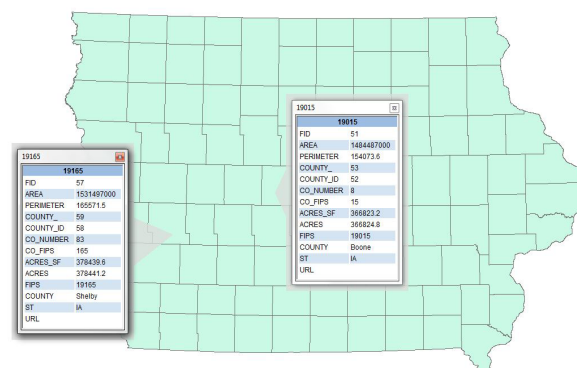 19165
19165
FID 57
AREA 1531497000
PERIMETER 165571.5
COUNTY_ 59
COUNTY_ID 58
CO_NUMBER 83
CO_FIPS 165
ACRES_SF 378439.6
ACRES 378441.2
FIPS 19165
COUNTY Shelby
ST IA
URL
19015
19015
FID 51
AREA 1484487000
PERIMETER 154073.6
COUNTY_ 53
COUNTY_ID 52
CO_NUMBER 8
CO_FIPS 15
ACRES_SF 366823.2
ACRES 366824.8
FIPS 19015
COUNTY Boone
ST IA
URL